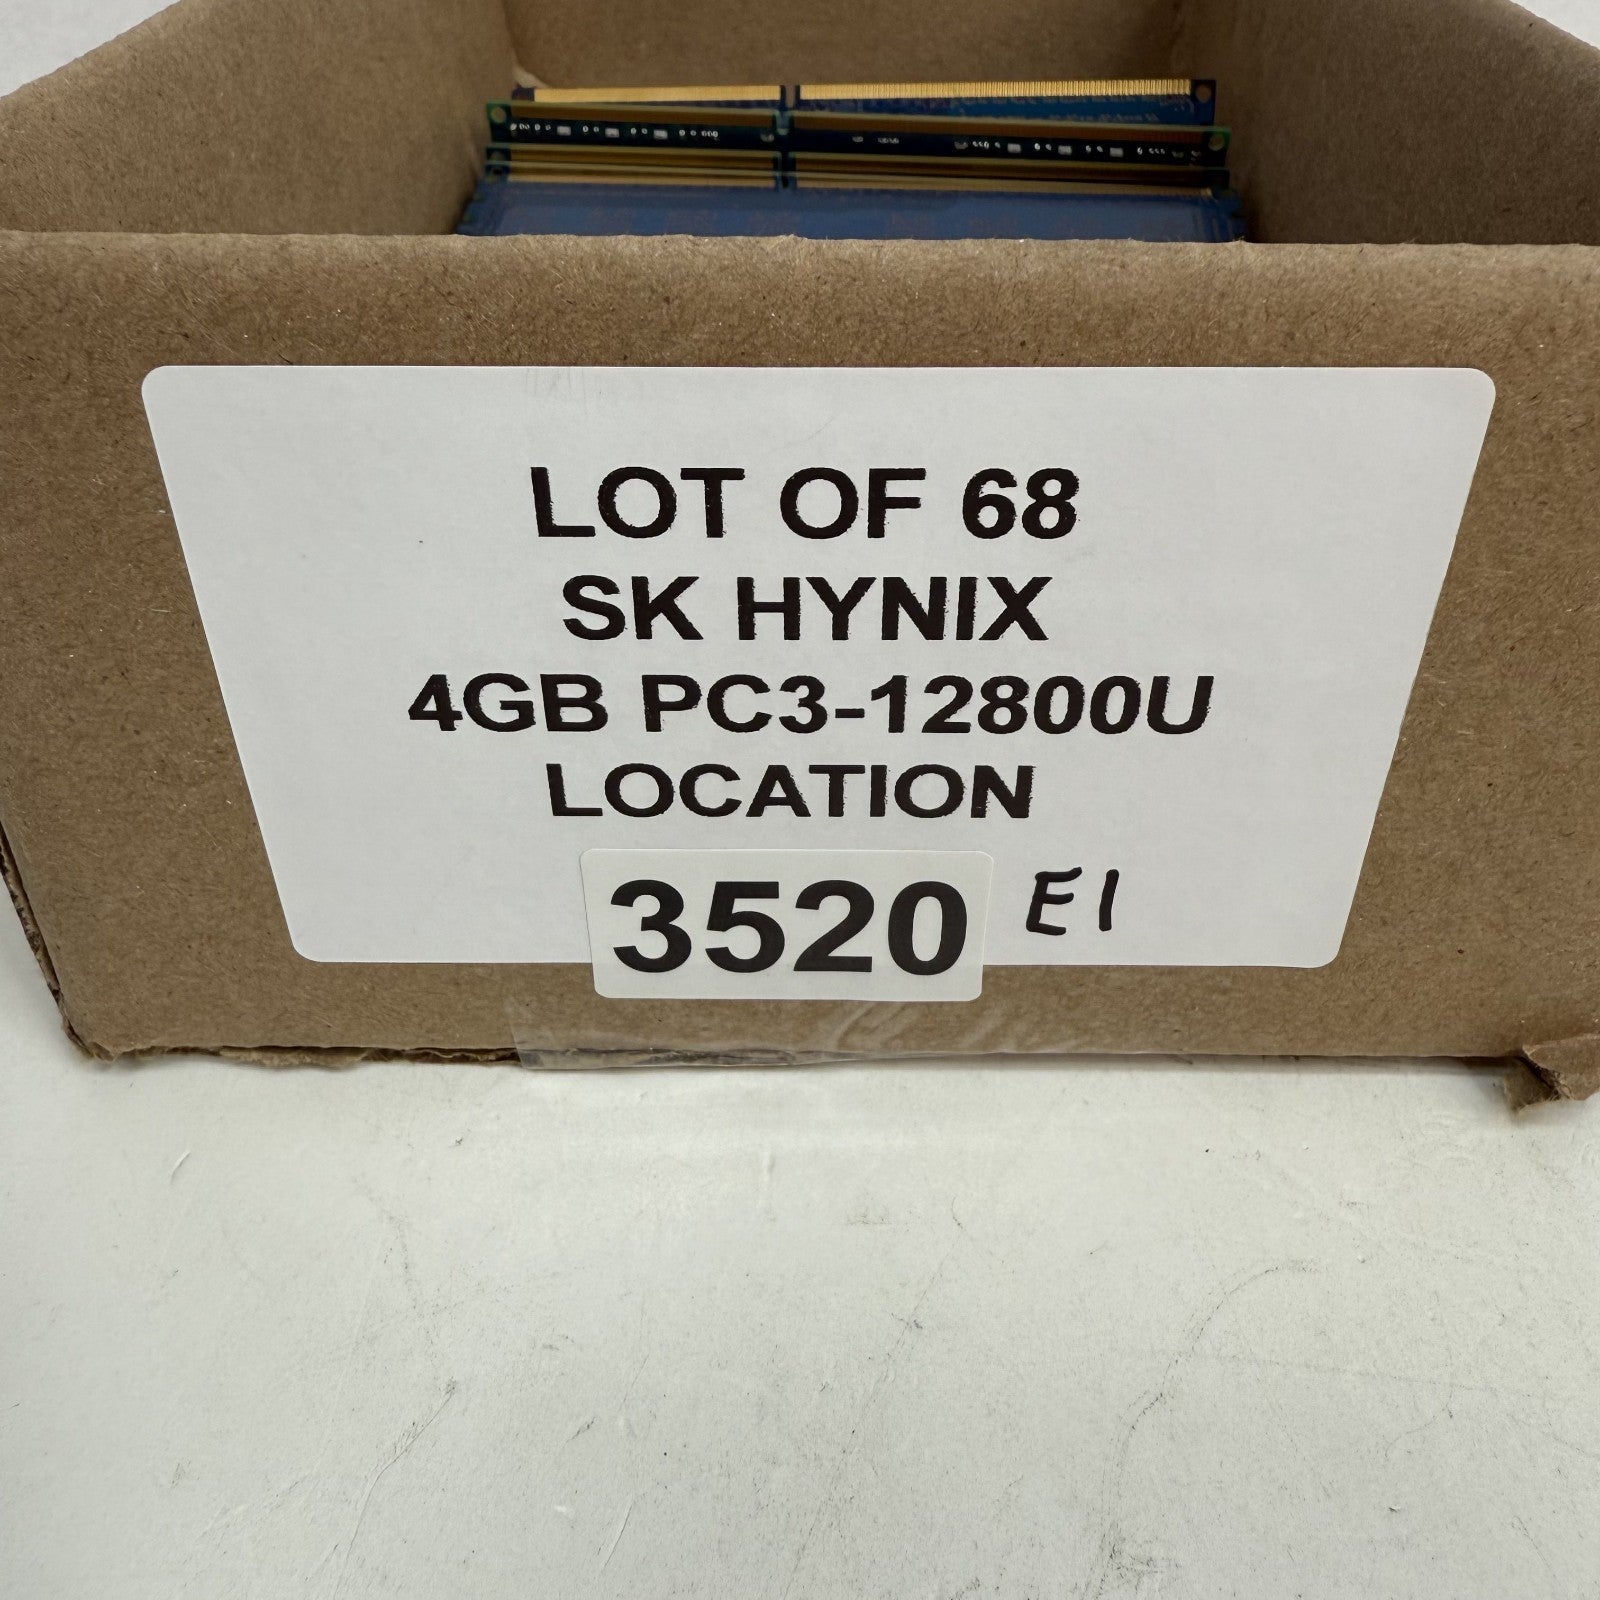 LOT OF 68
SK HYNIX
4GB PC3-12800U
LOCATION
3520 E1